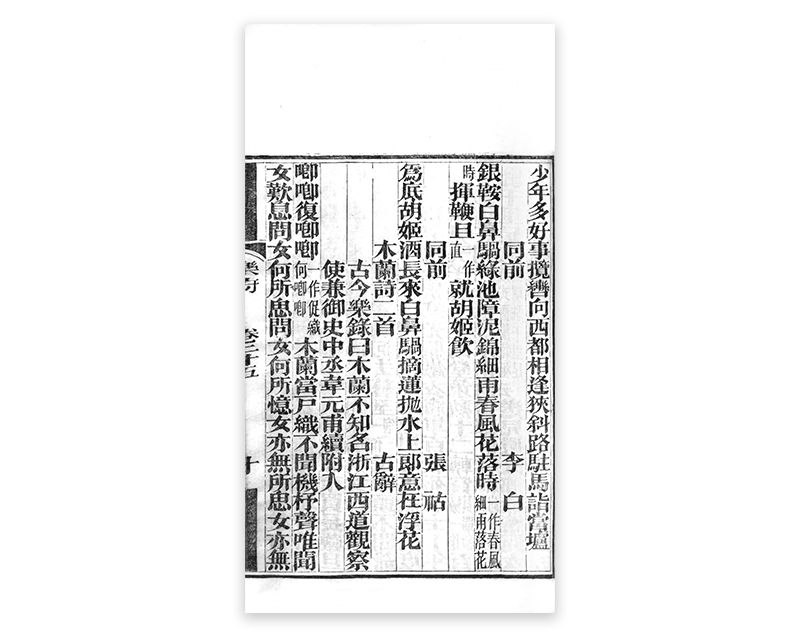 少年多好事攬轡向西都相逢狹斜路駐馬詣當壚
同前 李白
銀鞍白鼻騧綠池障泥錦細雨春風花落時一作春風細雨落花
時揮鞭且一作直就胡姬飲
同前 張祜
爲底胡姬酒長來白鼻騧摘蓮抛水上郎意在浮花
木蘭詩二首 古辭
古今樂錄曰木蘭不知名浙江西道觀察
使兼御史中丞韋元甫續附入
唧唧復唧唧一作促織何唧唧木蘭當戶織不聞機杼聲唯聞
女歎息問女何所思問女何所憶女亦無所思女亦無
樂府 卷二十五 十